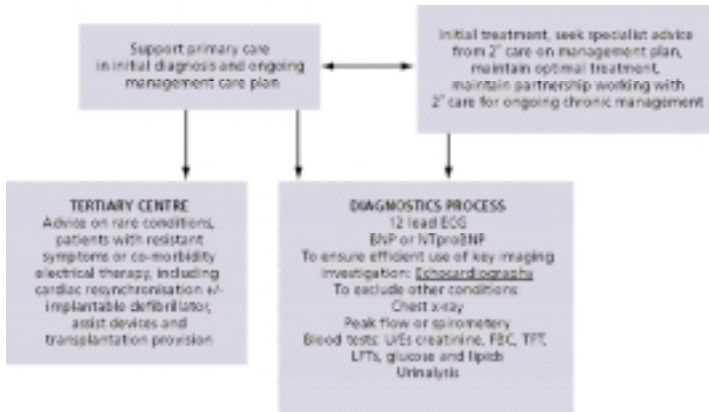 Support primary care
in initial diagnosis and ongoing
management care plan
Initial treatment, seek specialist advice
from 2° care on management plan,
maintain optimal treatment,
maintain partnership working with
2° care for ongoing chronic management
TERTIARY CENTRE
Advice on rare conditions,
patients with resistant
symptoms or co-morbidity
electrical therapy, including
cardiac resynchronisation +/-
implantable defibrillator,
assist devices and
transplantation provision
DIAGNOSTICS PROCESS
12 lead ECG
BNP or NTproBNP
To ensure efficient use of key imaging
Investigation: Echocardiography
To exclude other conditions:
Chest x-ray
Peak flow or spirometery
Blood tests: U/Es creatinine, FBC, TFT,
LFTs, glucose and lipids
Urinalysis